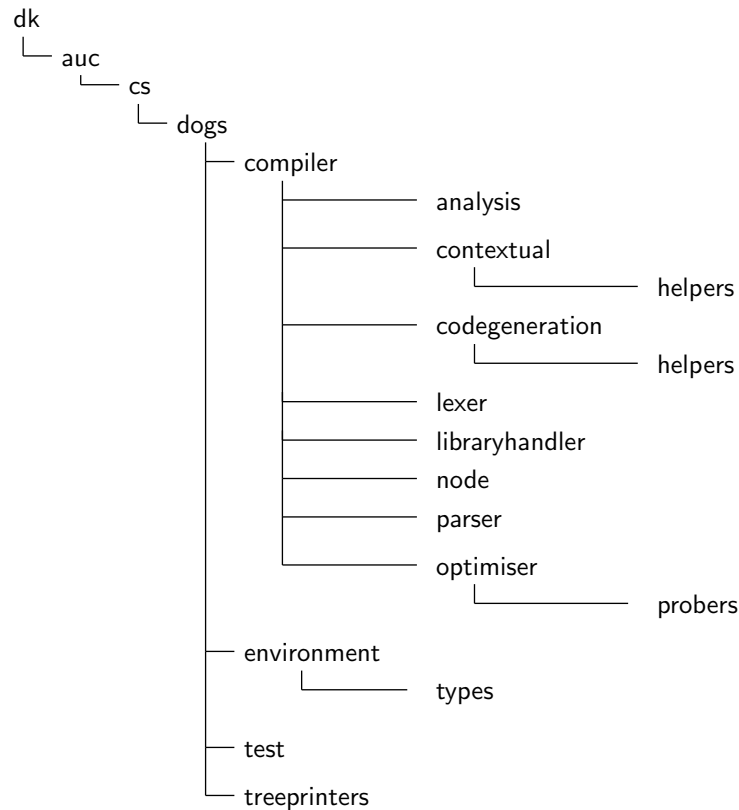 dk
auc
cs
dogs
compiler
analysis
contextual
helpers
codegeneration
helpers
lexer
libraryhandler
node
parser
optimiser
probers
environment
types
test
treeprinters